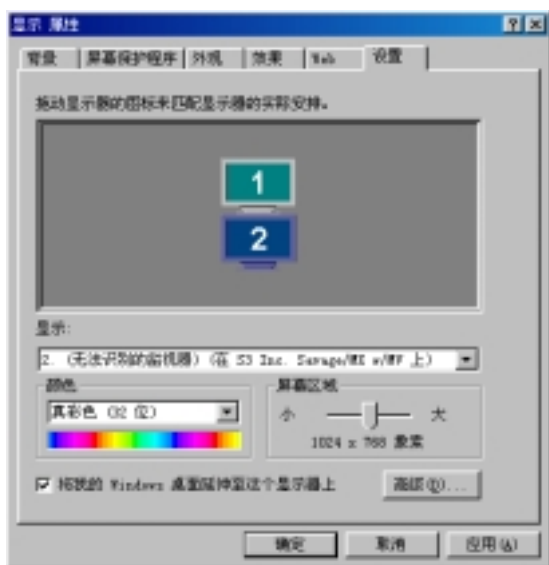 显示 属性
背景 屏幕保护程序 外观 效果 Web 设置
拖动显示器的图标来匹配显示器的实际安排。
1
2
显示:
2. (无法识别的监视器) (在 S3 Inc. Savage/MX w/MV 上)
颜色
真彩色 (32 位)
屏幕区域
小 大
1024 x 768 象素
将我的 Windows 桌面延伸至这个显示器上
高级(D)...
确定 取消 应用(A)